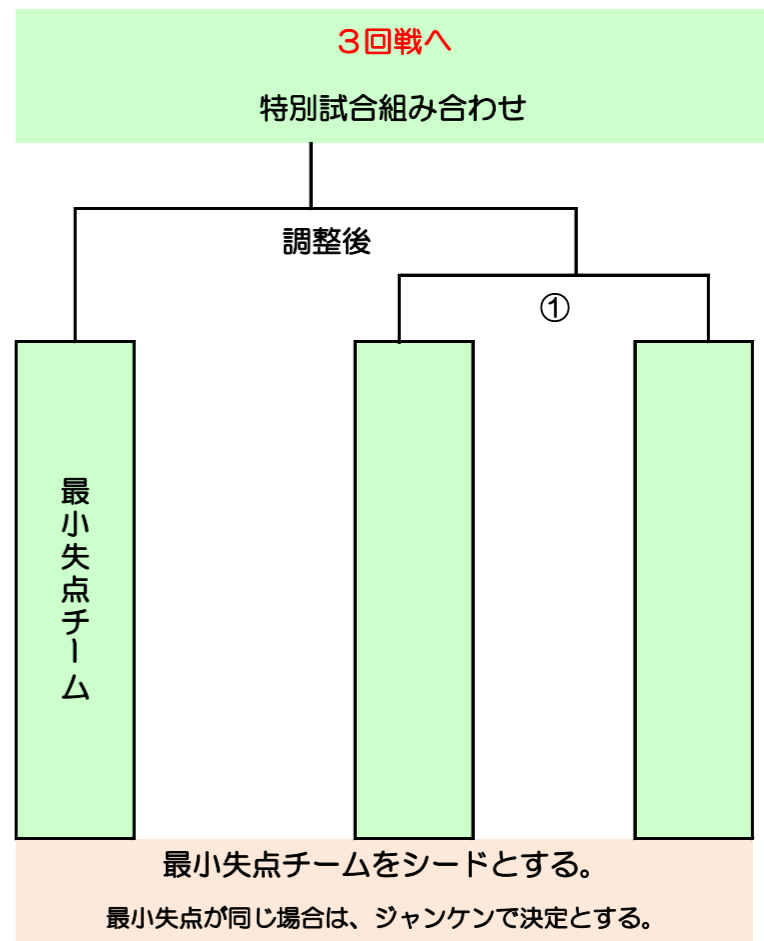 ３回戦へ
特別試合組み合わせ
調整後
①
最小失点チーム
最小失点チームをシードとする。
最小失点が同じ場合は、ジャンケンで決定とする。